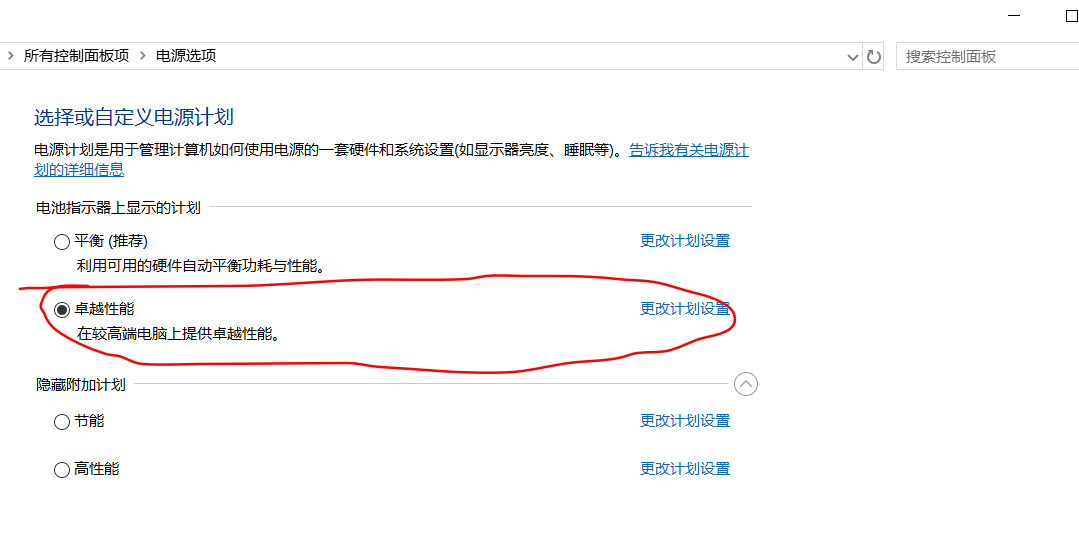 所有控制面板项 电源选项
搜索控制面板
选择或自定义电源计划
电源计划是用于管理计算机如何使用电源的一套硬件和系统设置(如显示器亮度、睡眠等)。告诉我有关电源计
划的详细信息
电池指示器上显示的计划
平衡 (推荐) 更改计划设置
利用可用的硬件自动平衡功耗与性能。
卓越性能 更改计划设置
在较高端电脑上提供卓越性能。
隐藏附加计划
节能 更改计划设置
高性能 更改计划设置